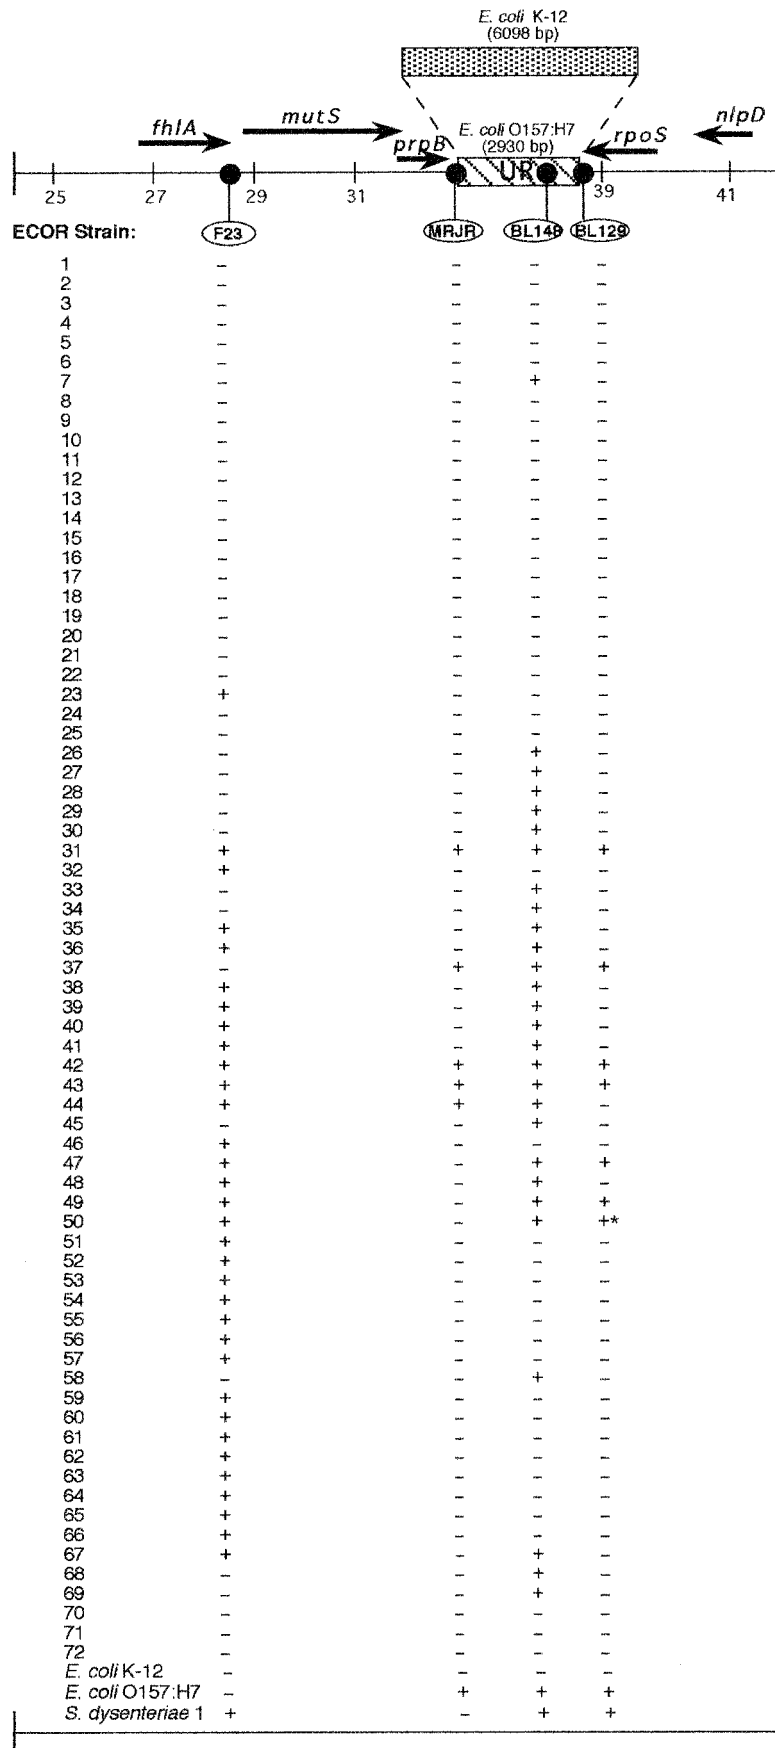 E. coli K-12
(6098 bp)
fhlA mutS prpB E. coli O157:H7 rpoS nlpD
(2930 bp)
UR
25 27 29 31 33 39 41
ECOR Strain: F23 MRJR BL148 BL129
1 – – – –
2 – – – –
3 – – – –
4 – – – –
5 – – – –
6 – – – –
7 – – + –
8 – – – –
9 – – – –
10 – – – –
11 – – – –
12 – – – –
13 – – – –
14 – – – –
15 – – – –
16 – – – –
17 – – – –
18 – – – –
19 – – – –
20 – – – –
21 – – – –
22 – – – –
23 + – – –
24 – – – –
25 – – – –
26 – – + –
27 – – + –
28 – – + –
29 – – + –
30 – – + –
31 + + + +
32 + – – –
33 – – + –
34 – – + –
35 + – + –
36 + – + –
37 – + + +
38 + – + –
39 + – + –
40 + – + –
41 + – + –
42 + + + +
43 + + + +
44 + + + –
45 – – + –
46 + – – –
47 + – + +
48 + – + –
49 + – + +
50 + – + +*
51 + – – –
52 + – – –
53 + – – –
54 + – – –
55 + – – –
56 + – – –
57 + – – –
58 – – + –
59 + – – –
60 + – – –
61 + – – –
62 + – – –
63 + – – –
64 + – – –
65 + – – –
66 + – – –
67 + – + –
68 – – + –
69 – – + –
70 – – – –
71 – – – –
72 – – – –
E. coli K-12 – – – –
E. coli O157:H7 – + + +
S. dysenteriae 1 + – + +